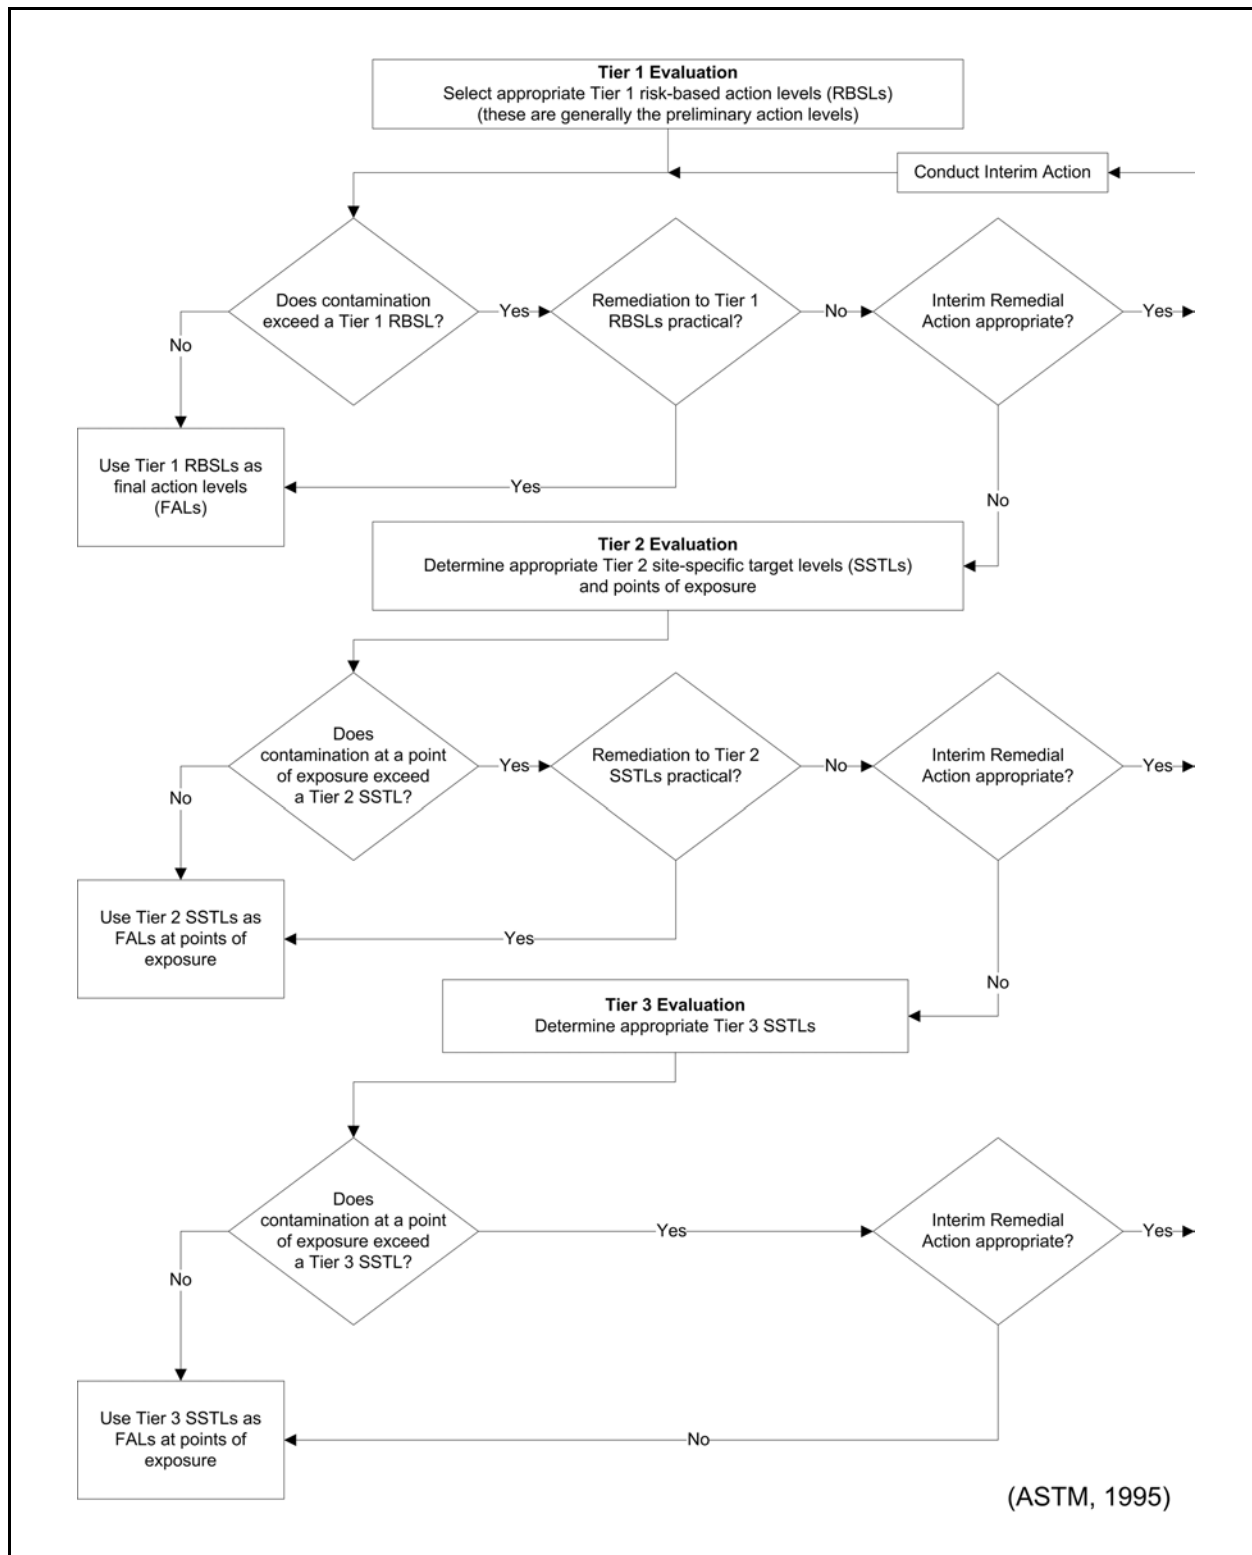 Tier 1 Evaluation
Select appropriate Tier 1 risk-based action levels (RBSLs)
(these are generally the preliminary action levels)
Conduct Interim Action
Does contamination
exceed a Tier 1 RBSL?
Yes
Remediation to Tier 1
RBSLs practical?
No
Interim Remedial
Action appropriate?
Yes
No
Use Tier 1 RBSLs as
final action levels
(FALs)
Yes
No
Tier 2 Evaluation
Determine appropriate Tier 2 site-specific target levels (SSTLs)
and points of exposure
Does
contamination at a point
of exposure exceed
a Tier 2 SSTL?
Yes
Remediation to Tier 2
SSTLs practical?
No
Interim Remedial
Action appropriate?
Yes
No
Use Tier 2 SSTLs as
FALs at points of
exposure
Yes
No
Tier 3 Evaluation
Determine appropriate Tier 3 SSTLs
Does
contamination at a point
of exposure exceed
a Tier 3 SSTL?
Yes
Interim Remedial
Action appropriate?
Yes
No
Use Tier 3 SSTLs as
FALs at points of
exposure
No
(ASTM, 1995)